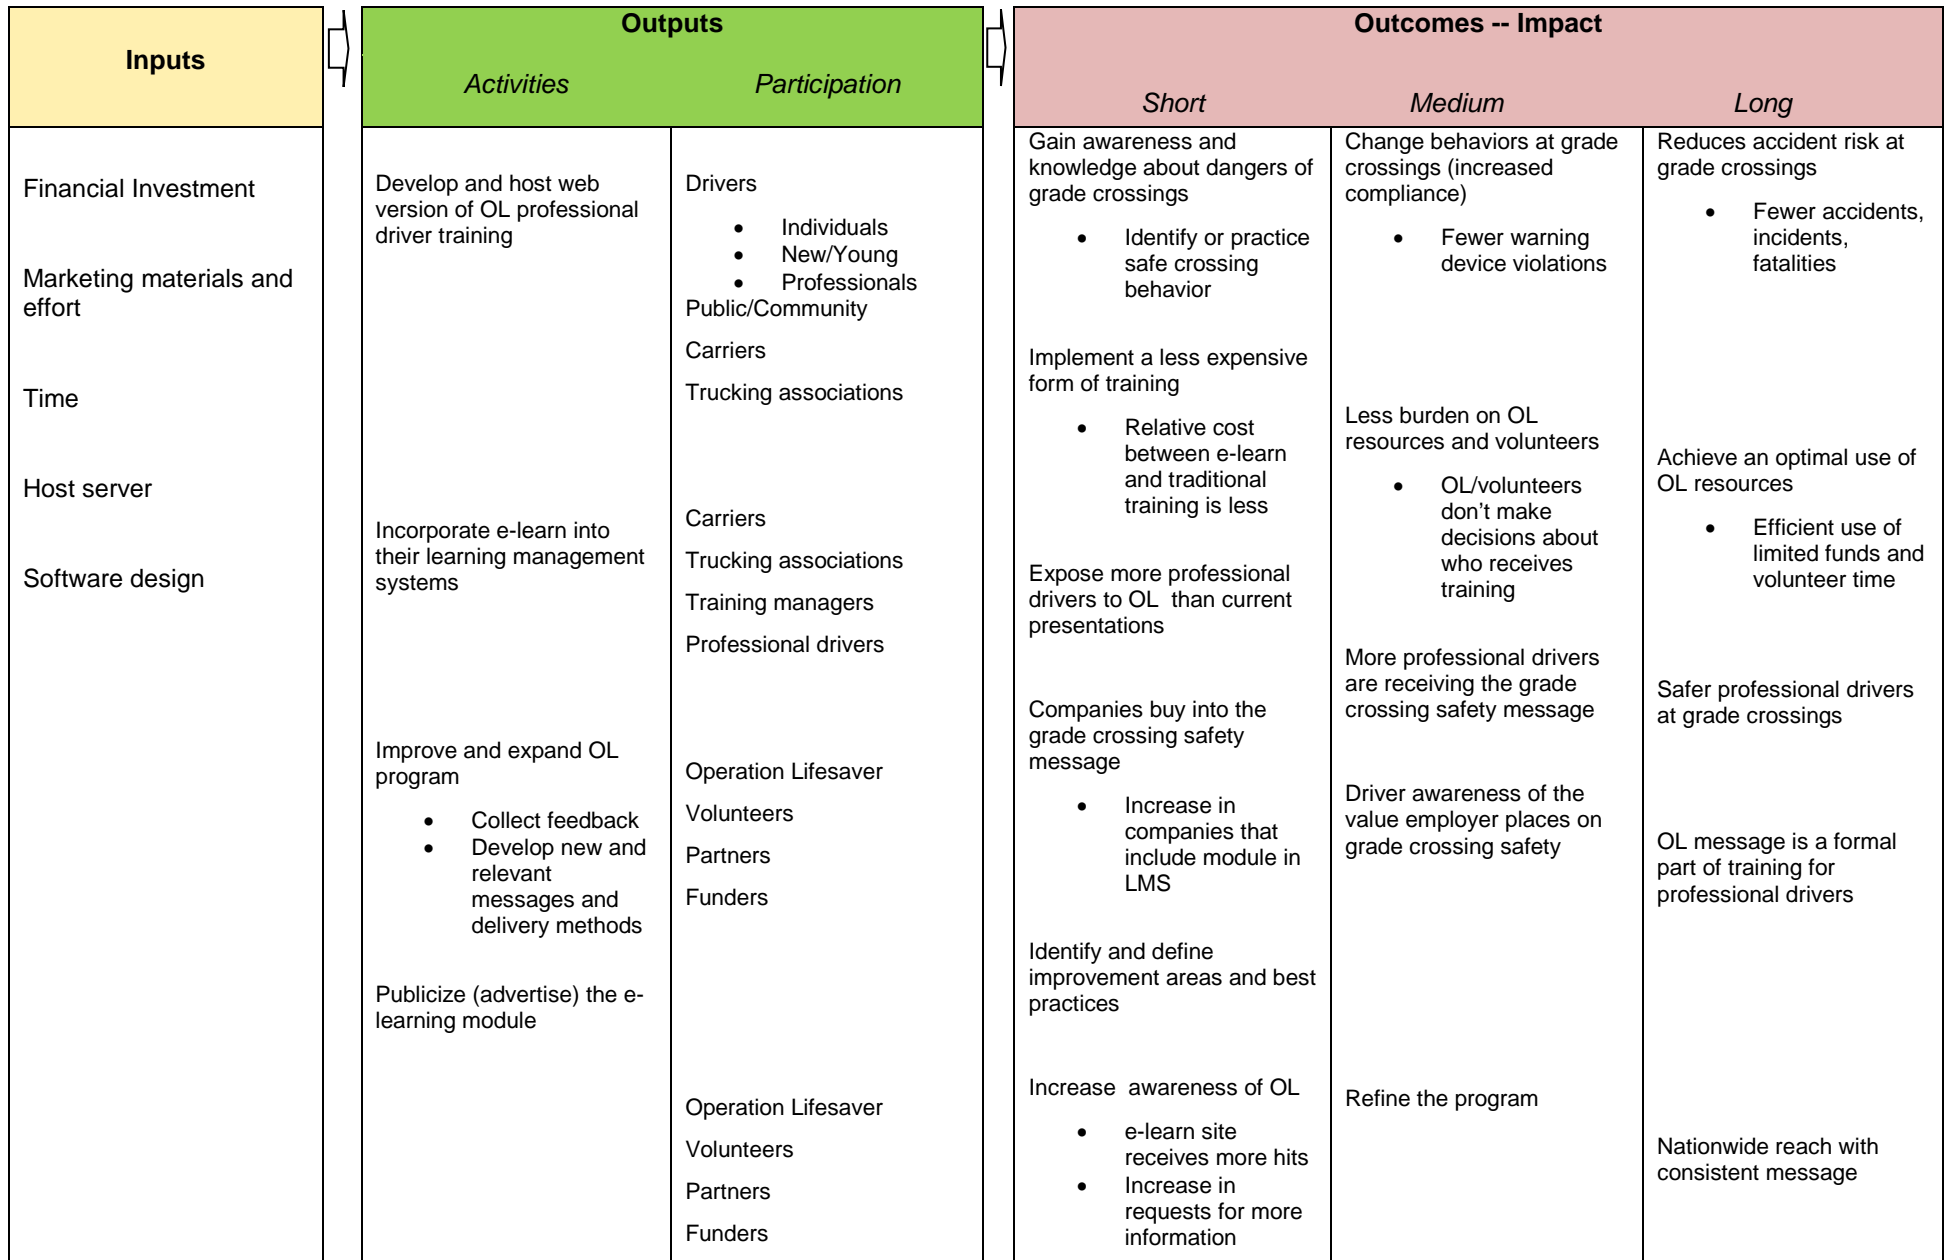 Inputs
Financial Investment
Marketing materials and
effort
Time
Host server
Software design
Outputs
Activities
Develop and host web
version of OL professional
driver training
Incorporate e-learn into
their learning management
systems
Improve and expand OL
program
• Collect feedback
• Develop new and
relevant
messages and
delivery methods
Publicize (advertise) the e-
learning module
Participation
Drivers
• Individuals
• New/Young
• Professionals
Public/Community
Carriers
Trucking associations
Carriers
Trucking associations
Training managers
Professional drivers
Operation Lifesaver
Volunteers
Partners
Funders
Operation Lifesaver
Volunteers
Partners
Funders
Outcomes -- Impact
Short
Gain awareness and
knowledge about dangers of
grade crossings
• Identify or practice
safe crossing
behavior
Implement a less expensive
form of training
• Relative cost
between e-learn
and traditional
training is less
Expose more professional
drivers to OL than current
presentations
Companies buy into the
grade crossing safety
message
• Increase in
companies that
include module in
LMS
Identify and define
improvement areas and best
practices
Increase awareness of OL
• e-learn site
receives more hits
• Increase in
requests for more
information
Medium
Change behaviors at grade
crossings (increased
compliance)
• Fewer warning
device violations
Less burden on OL
resources and volunteers
• OL/volunteers
don’t make
decisions about
who receives
training
More professional drivers
are receiving the grade
crossing safety message
Driver awareness of the
value employer places on
grade crossing safety
Refine the program
Long
Reduces accident risk at
grade crossings
• Fewer accidents,
incidents,
fatalities
Achieve an optimal use of
OL resources
• Efficient use of
limited funds and
volunteer time
Safer professional drivers
at grade crossings
OL message is a formal
part of training for
professional drivers
Nationwide reach with
consistent message